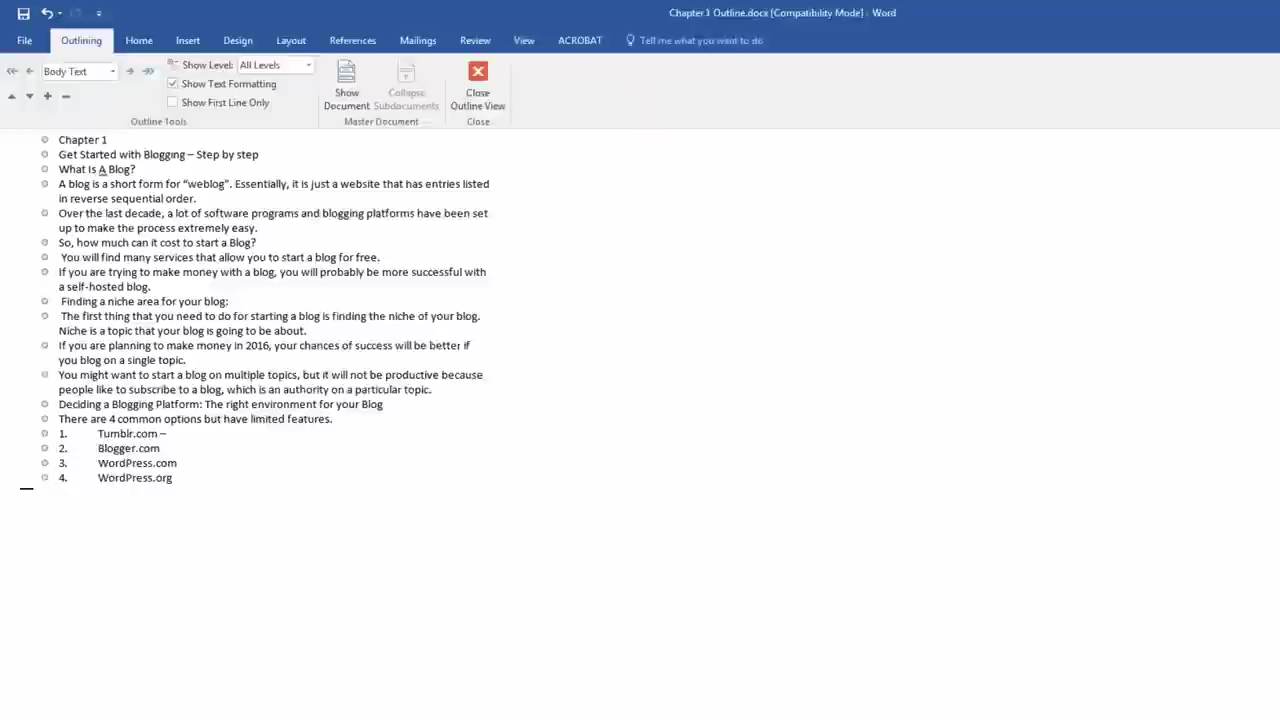 Chapter 1 Outline.docx [Compatibility Mode] - Word
File Outlining Home Insert Design Layout References Mailings Review View ACROBAT Tell me what you want to do
Body Text Show Level: All Levels
Show Text Formatting
Show First Line Only
Show Document Collapse Subdocuments Close Outline View
Outline Tools Master Document Close
Chapter 1
Get Started with Blogging – Step by step
What Is A Blog?
A blog is a short form for “weblog”. Essentially, it is just a website that has entries listed
in reverse sequential order.
Over the last decade, a lot of software programs and blogging platforms have been set
up to make the process extremely easy.
So, how much can it cost to start a Blog?
You will find many services that allow you to start a blog for free.
If you are trying to make money with a blog, you will probably be more successful with
a self-hosted blog.
Finding a niche area for your blog:
The first thing that you need to do for starting a blog is finding the niche of your blog.
Niche is a topic that your blog is going to be about.
If you are planning to make money in 2016, your chances of success will be better if
you blog on a single topic.
You might want to start a blog on multiple topics, but it will not be productive because
people like to subscribe to a blog, which is an authority on a particular topic.
Deciding a Blogging Platform: The right environment for your Blog
There are 4 common options but have limited features.
1. Tumblr.com –
2. Blogger.com
3. WordPress.com
4. WordPress.org